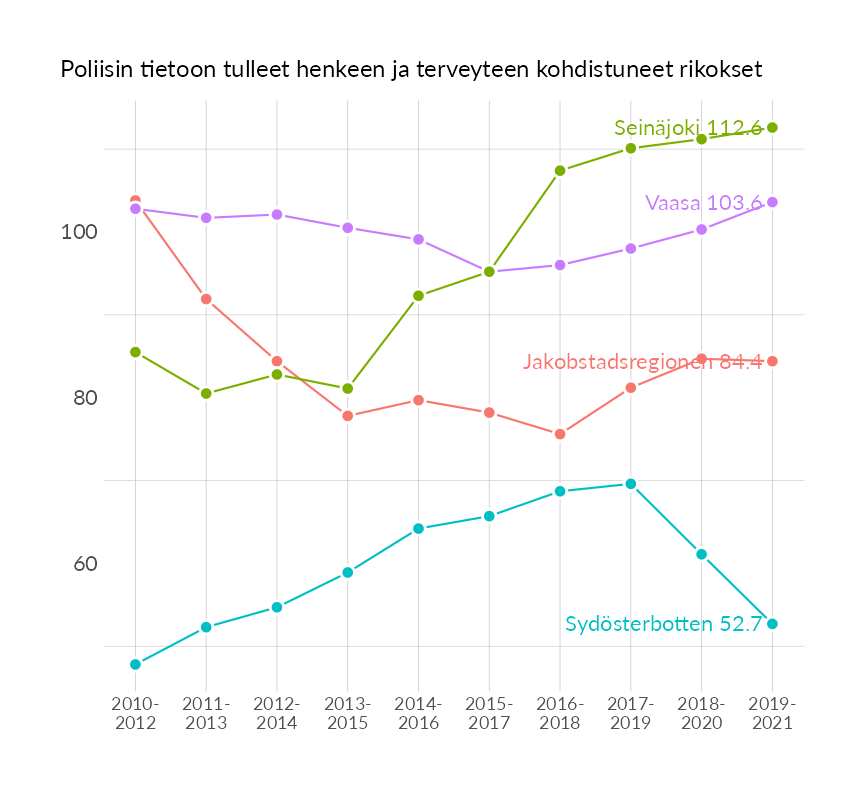 Poliisin tietoon tulleet henkeen ja terveyteen kohdistuneet rikokset
Seinäjoki 112.6
Vaasa 103.6
100
Jakobstadsregionen 84.4
80
60
Sydösterbotten 52.7
2010- 2011- 2012- 2013- 2014- 2015- 2016- 2017- 2018- 2019-
2012 2013 2014 2015 2016 2017 2018 2019 2020 2021